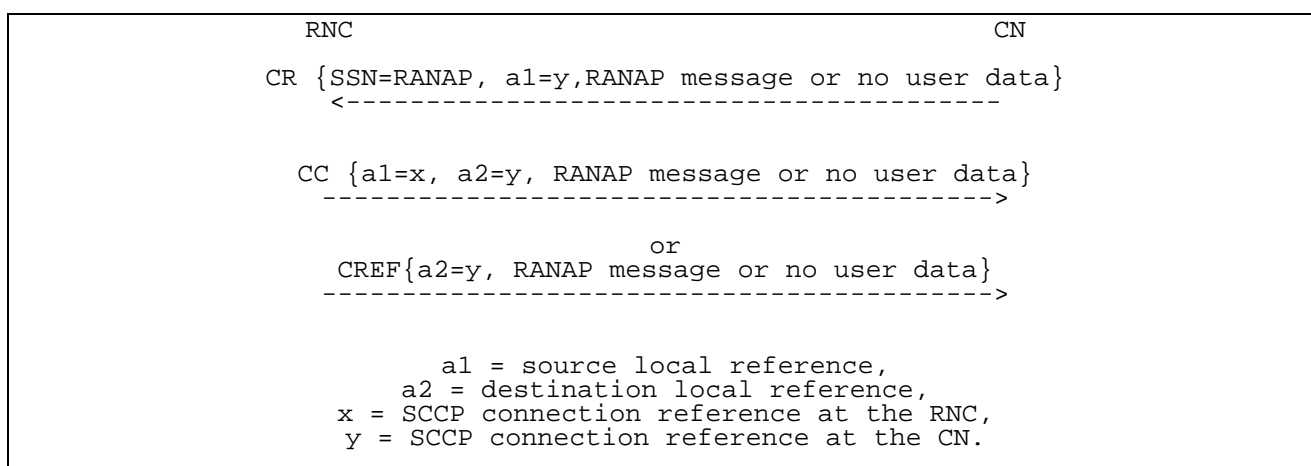 RNC CN
CR {SSN=RANAP, a1=y,RANAP message or no user data}
<-----------------------------------------
CC {a1=x, a2=y, RANAP message or no user data}
------------------------------------------>
or
CREF{a2=y, RANAP message or no user data}
------------------------------------------>
a1 = source local reference,
a2 = destination local reference,
x = SCCP connection reference at the RNC,
y = SCCP connection reference at the CN.